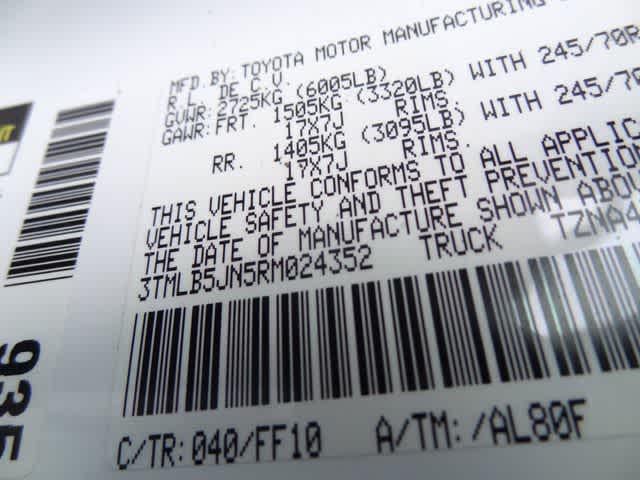 MFD.BY:TOYOTA MOTOR MANUFACTURING
R.L. DE C.V.
GVWR: 2725KG (6005LB)
GAWR:FRT. 1505KG (3320LB) WITH 245/70R
17X7J RIMS.
RR. 1405KG (3095LB) WITH 245/70
17X7J RIMS.
THIS VEHICLE CONFORMS TO ALL APPLIC
VEHICLE SAFETY AND THEFT PREVENTION
THE DATE OF MANUFACTURE SHOWN ABOV
3TMLB5JN5RM024352 TRUCK TZNA4
C/TR:040/FF10 A/TM:/AL80F
935